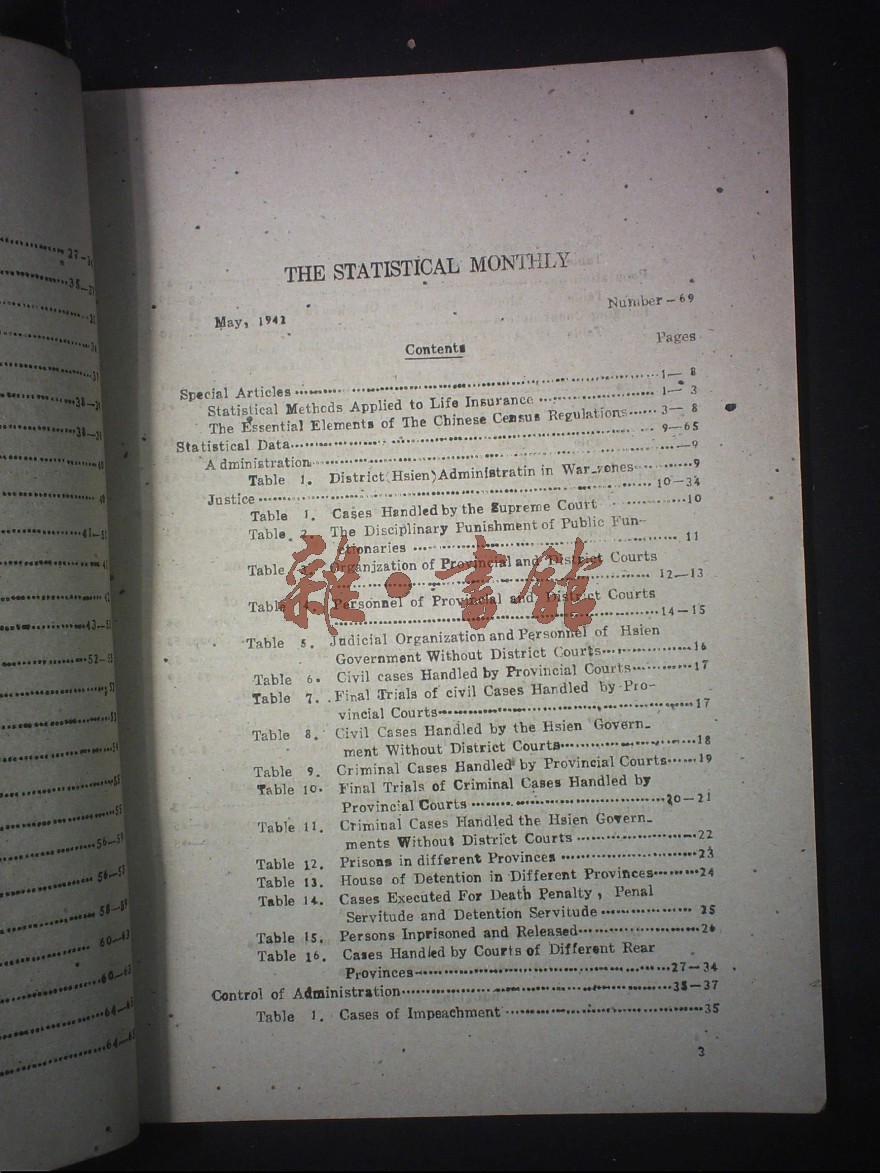 THE STATISTICAL MONTHLY
May, 1942
Number-69
Contents
Pages
Special Articles 1—8
Statistical Methods Applied to Life Insurance 1—3
The Essential Elements of The Chinese Census Regulations 3—8
Statistical Data 9—65
Administration —9
Table 1. District(Hsien)Administratin in War-zones 9
Justice 10—34
Table 1. Cases Handled by the Supreme Court 10
Table 2. The Disciplinary Punishment of Public Fun-
ctionaries 11
Table 3. Organization of Provincial and District Courts
12—13
Table 4. Personnel of Provincial and District Courts
14—15
Table 5. Judicial Organization and Personnel of Hsien
Government Without District Courts 16
Table 6. Civil cases Handled by Provincial Courts 17
Table 7. Final Trials of civil Cases Handled by Pro-
vincial Courts 17
Table 8. Civil Cases Handled by the Hsien Govern-
ment Without District Courts 18
Table 9. Criminal Cases Handled by Provincial Courts 19
Table 10. Final Trials of Criminal Cases Handled by
Provincial Courts 20—21
Table 11. Criminal Cases Handled the Hsien Govern-
ments Without District Courts 22
Table 12. Prisons in different Provinces 23
Table 13. House of Detention in Different Provinces 24
Table 14. Cases Executed For Death Penalty, Penal
Servitude and Detention Servitude 25
Table 15. Persons Inprisoned and Released 26
Table 16. Cases Handled by Courts of Different Rear
Provinces 27—34
Control of Administration 35—37
Table 1. Cases of Impeachment 35
3
雜·書館